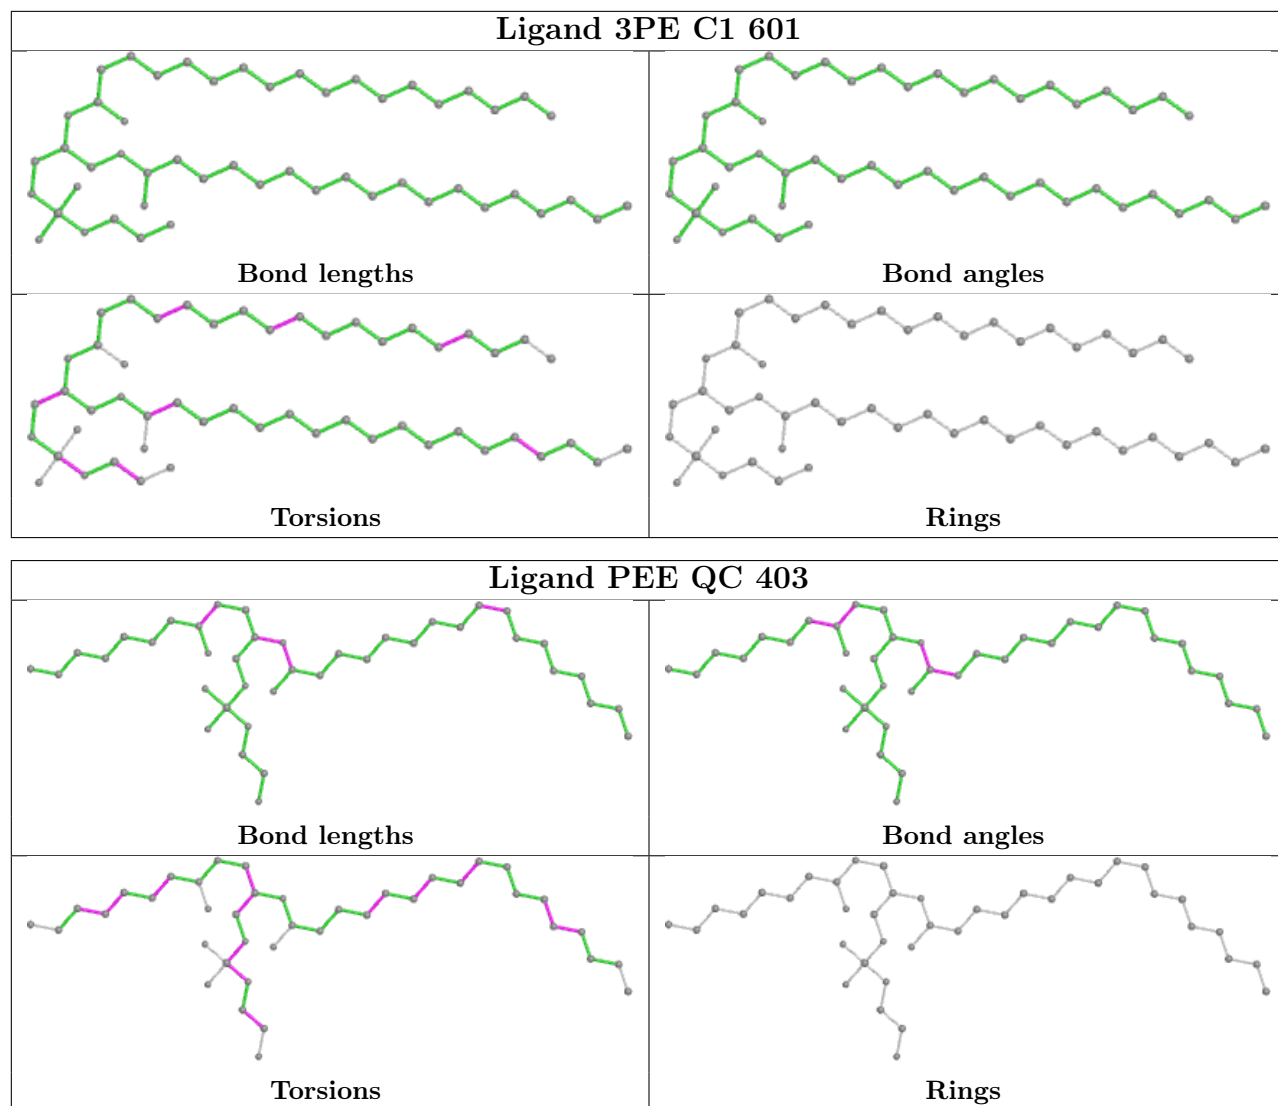 Ligand 3PE C1 601
Bond lengths
Bond angles
Torsions
Rings
Ligand PEE QC 403
Bond lengths
Bond angles
Torsions
Rings